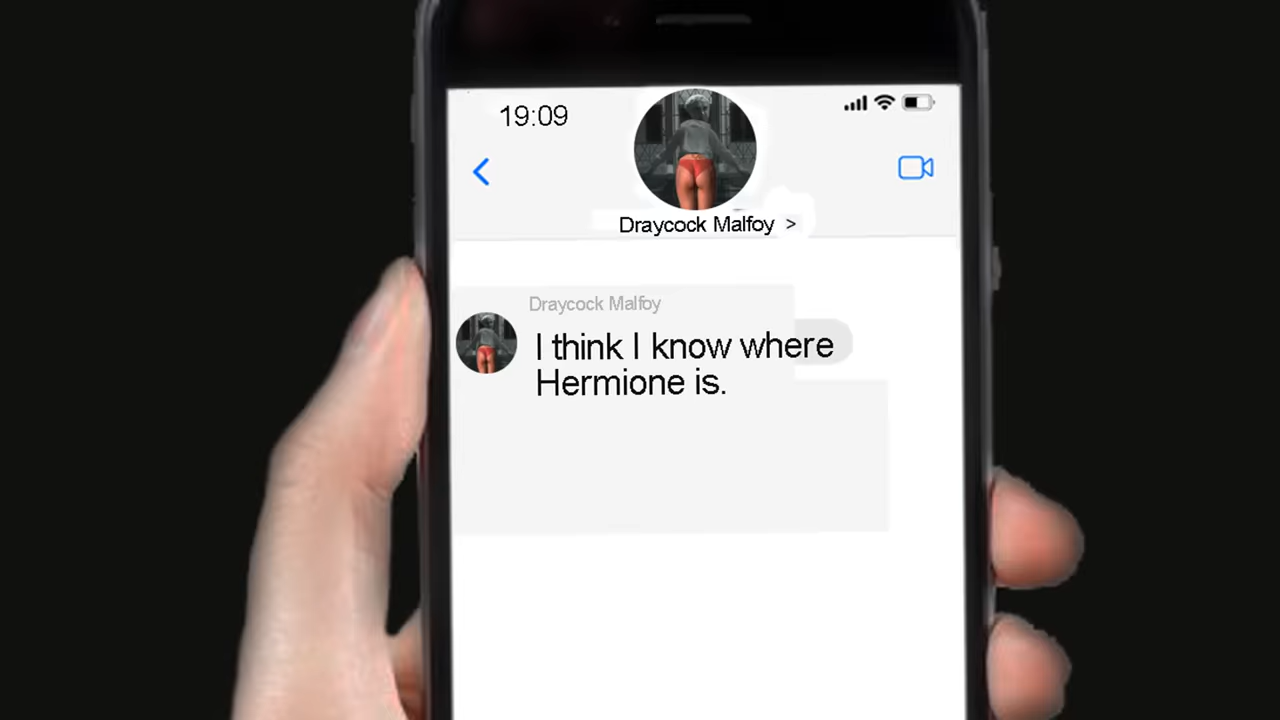 19:09
Draycock Malfoy >
Draycock Malfoy
I think I know where
Hermione is.